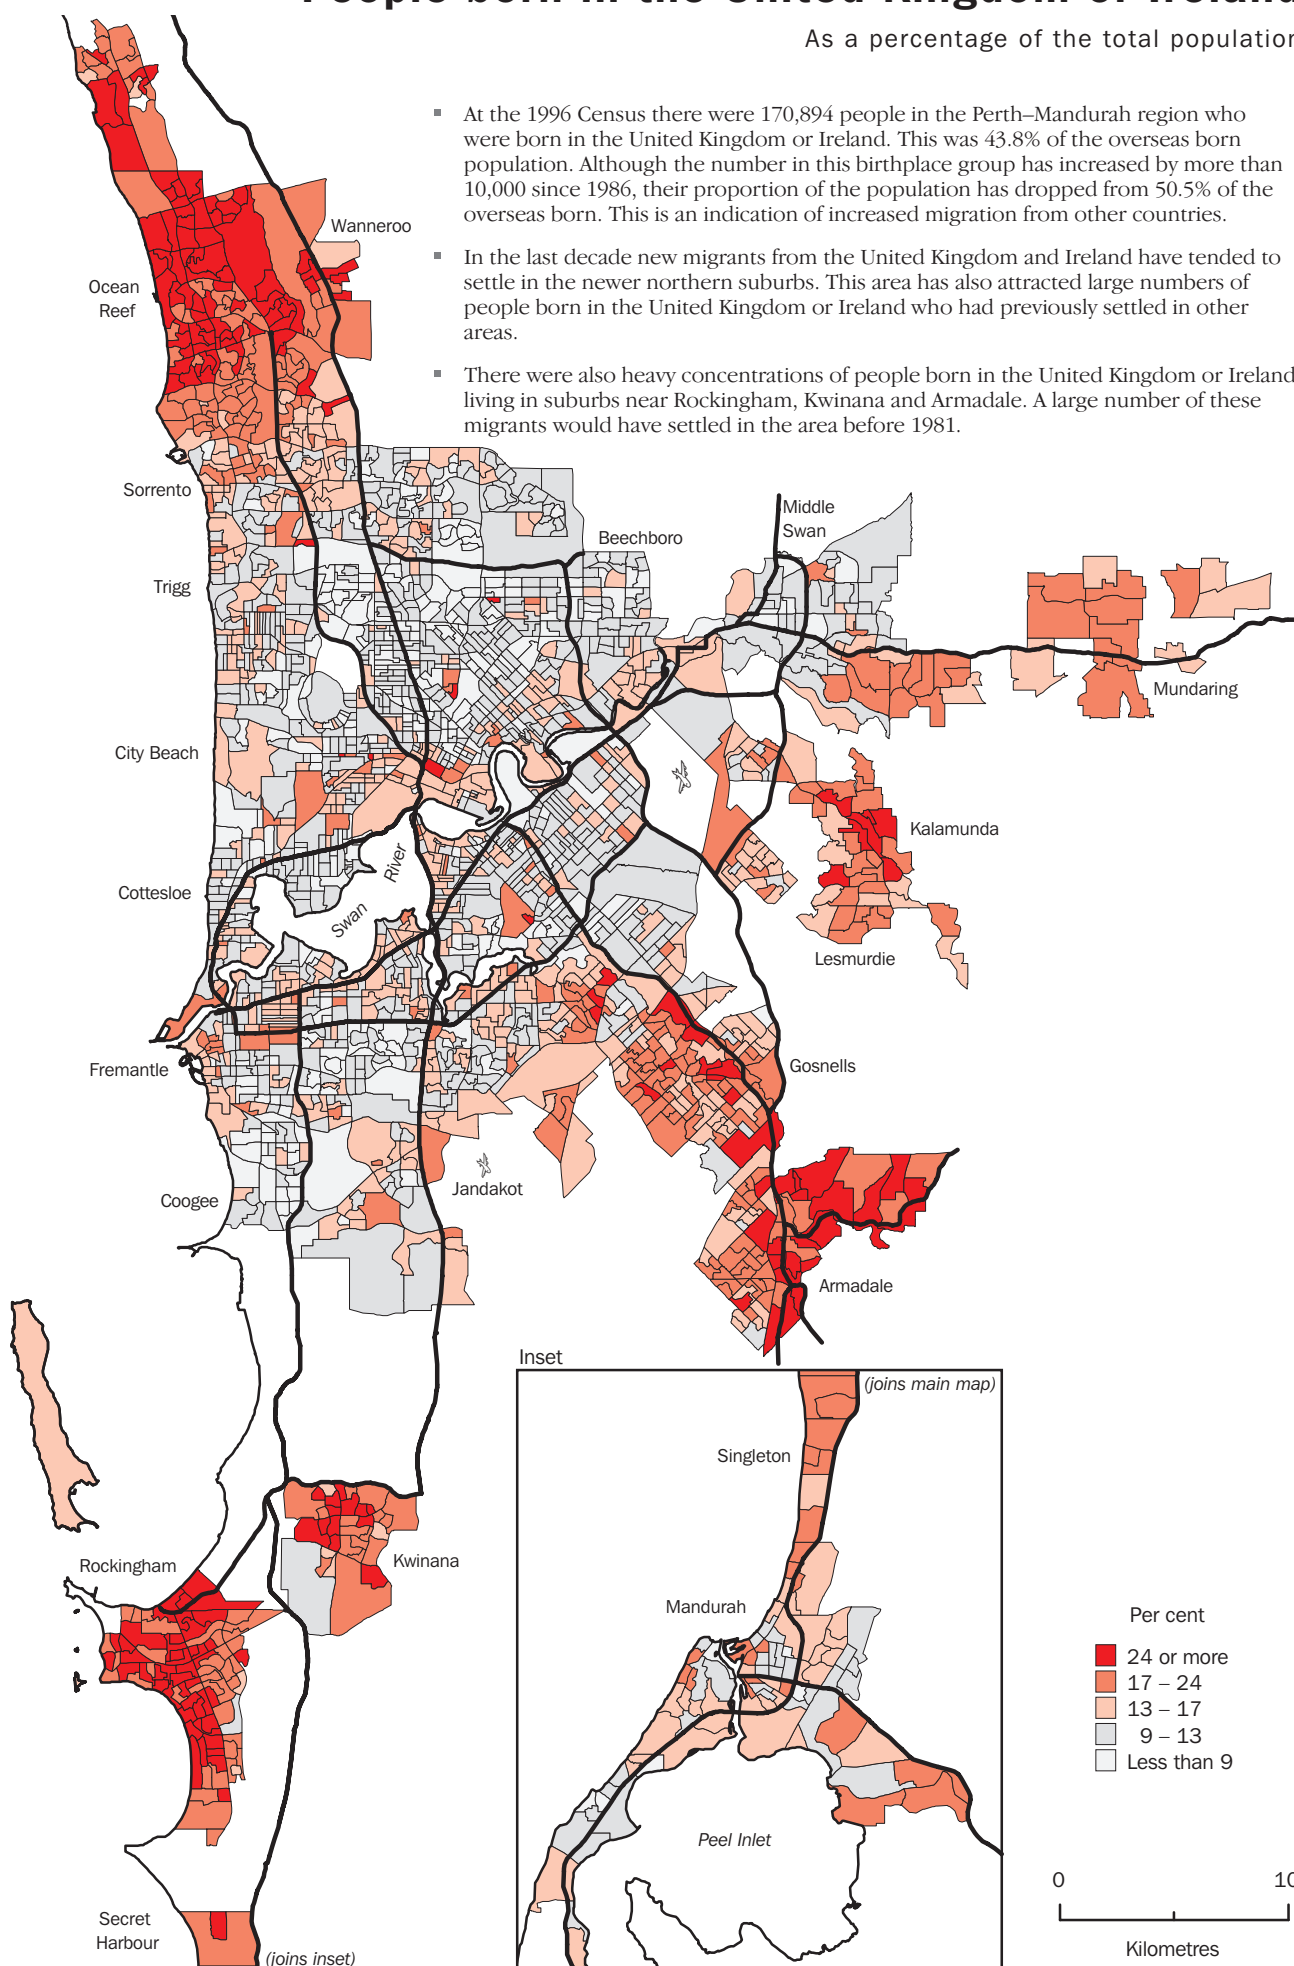 People born in the United Kingdom or Ireland
As a percentage of the total population
▪ At the 1996 Census there were 170,894 people in the Perth–Mandurah region who
were born in the United Kingdom or Ireland. This was 43.8% of the overseas born
population. Although the number in this birthplace group has increased by more than
10,000 since 1986, their proportion of the population has dropped from 50.5% of the
overseas born. This is an indication of increased migration from other countries.
▪ In the last decade new migrants from the United Kingdom and Ireland have tended to
settle in the newer northern suburbs. This area has also attracted large numbers of
people born in the United Kingdom or Ireland who had previously settled in other
areas.
▪ There were also heavy concentrations of people born in the United Kingdom or Ireland
living in suburbs near Rockingham, Kwinana and Armadale. A large number of these
migrants would have settled in the area before 1981.
Wanneroo
Ocean
Reef
Sorrento
Middle
Swan
Beechboro
Trigg
Mundaring
City Beach
Kalamunda
River
Cottesloe
Swan
Lesmurdie
Gosnells
Fremantle
Jandakot
Coogee
Armadale
Inset
(joins main map)
Singleton
Kwinana
Rockingham
Mandurah
Per cent
24 or more
17 – 24
13 – 17
9 – 13
Less than 9
Peel Inlet
0 10
Secret
Harbour
(joins inset)
Kilometres